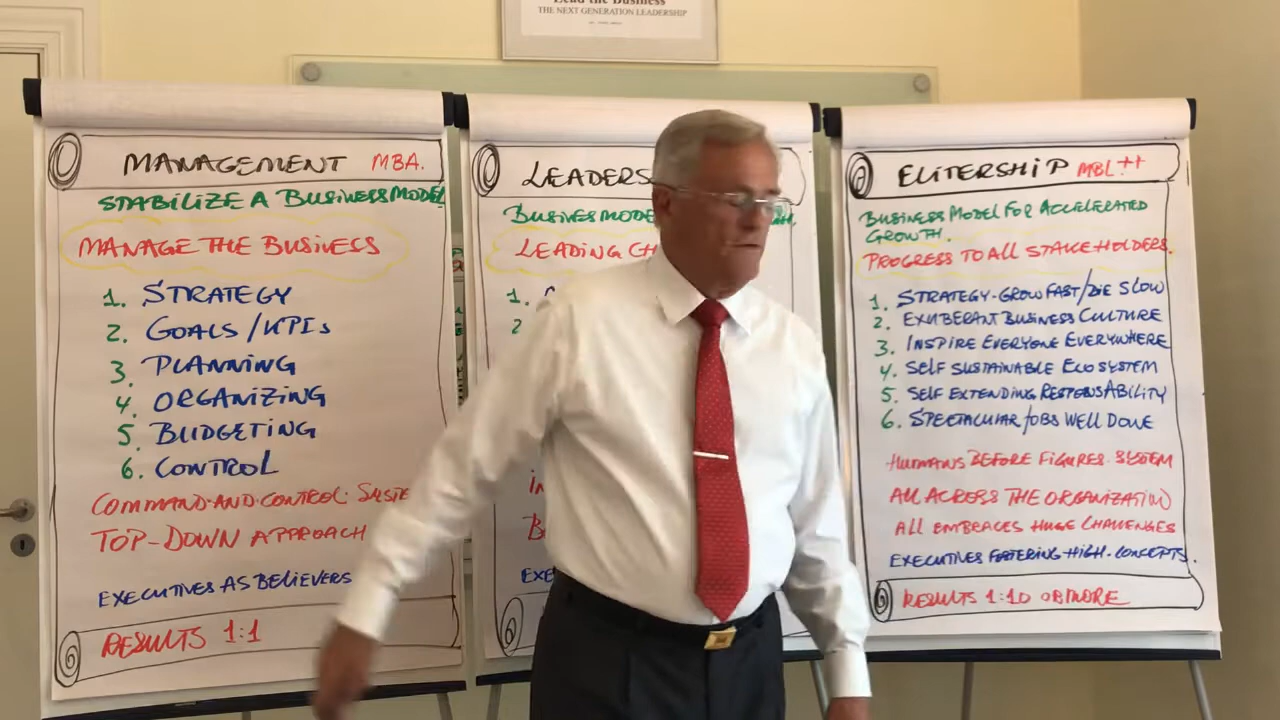 Lead the Business
THE NEXT GENERATION LEADERSHIP
MANAGEMENT MBA.
STABILIZE A BUSINESS MODEL
MANAGE THE BUSINESS
1. STRATEGY
2. GOALS/KPIs
3. PLANNING
4. ORGANIZING
5. BUDGETING
6. CONTROL
COMMAND-AND-CONTROL SYSTE
TOP-DOWN APPROACH
EXECUTIVES AS BELIEVERS
RESULTS 1:1
LEADERS
BUSINES MODE
LEADING CH
1.
2
EXE
ELITERSHIP MBL++
BUSINESS MODEL FOR ACCELERATED
GROWTH.
PROGRESS TO ALL STAKEHOLDERS.
1. STRATEGY-GROW FAST/DIE SLOW
2. EXUBERANT BUSINESS CULTURE
3. INSPIRE EVERYONE EVERYWHERE
4. SELF SUSTAINABLE ECOSYSTEM
5. SELF EXTENDING RESPONSABILITY
6. SPECTACULAR JOBS WELL DONE
HUMANS BEFORE FIGURES-SYSTEM
ALL ACROSS THE ORGANIZATION
ALL EMBRACES HUGE CHALLENGES
EXECUTIVES FOSTERING HIGH-CONCEPTS.
RESULTS 1:10 OR MORE